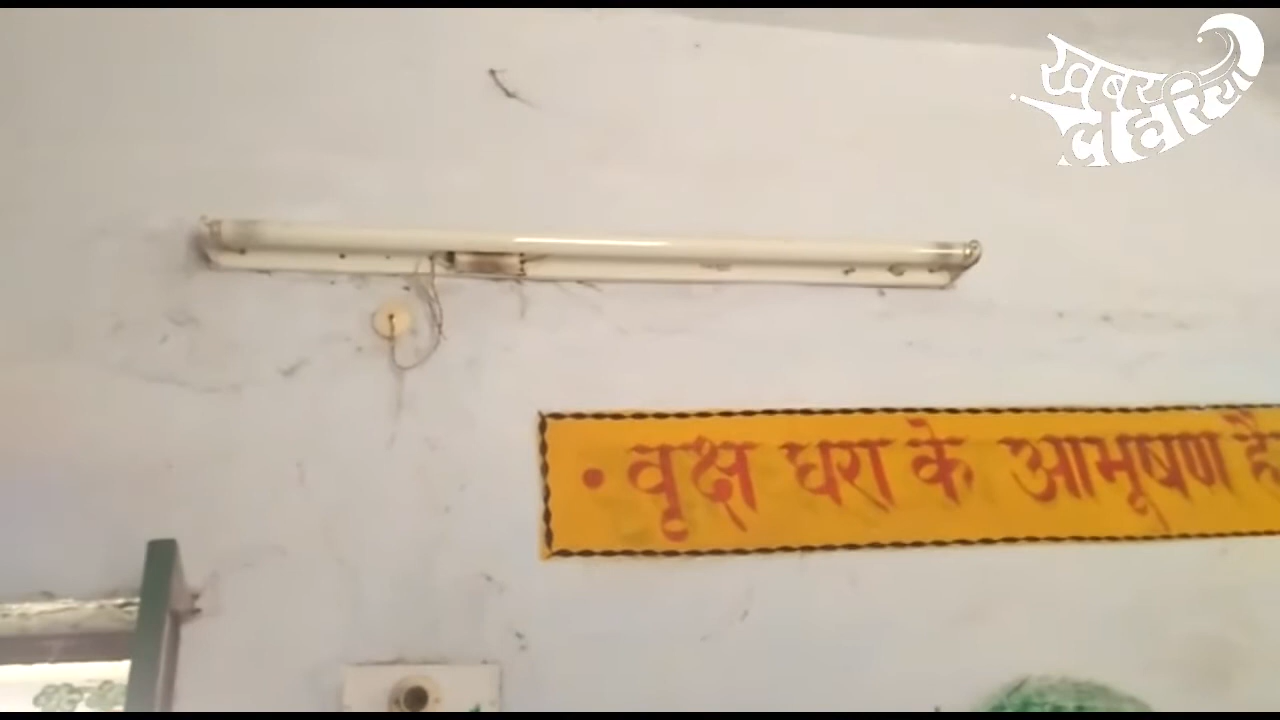 खबर
लहरिया
• वृक्ष धरा के आभूषण है